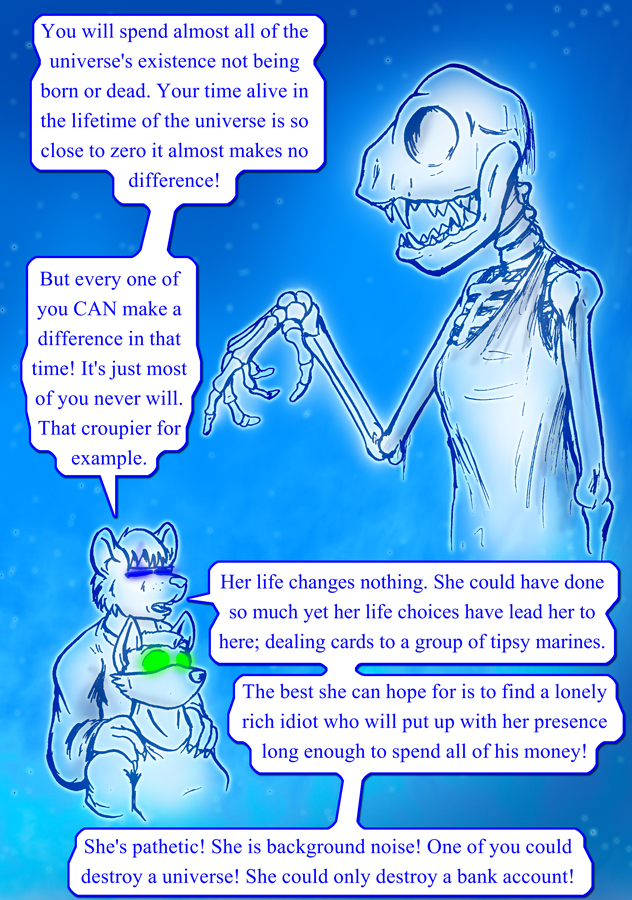 You will spend almost all of the
universe's existence not being
born or dead. Your time alive in
the lifetime of the universe is so
close to zero it almost makes no
difference!
But every one of
you CAN make a
difference in that
time! It's just most
of you never will.
That croupier for
example.
Her life changes nothing. She could have done
so much yet her life choices have lead her to
here; dealing cards to a group of tipsy marines.
The best she can hope for is to find a lonely
rich idiot who will put up with her presence
long enough to spend all of his money!
She's pathetic! She is background noise! One of you could
destroy a universe! She could only destroy a bank account!